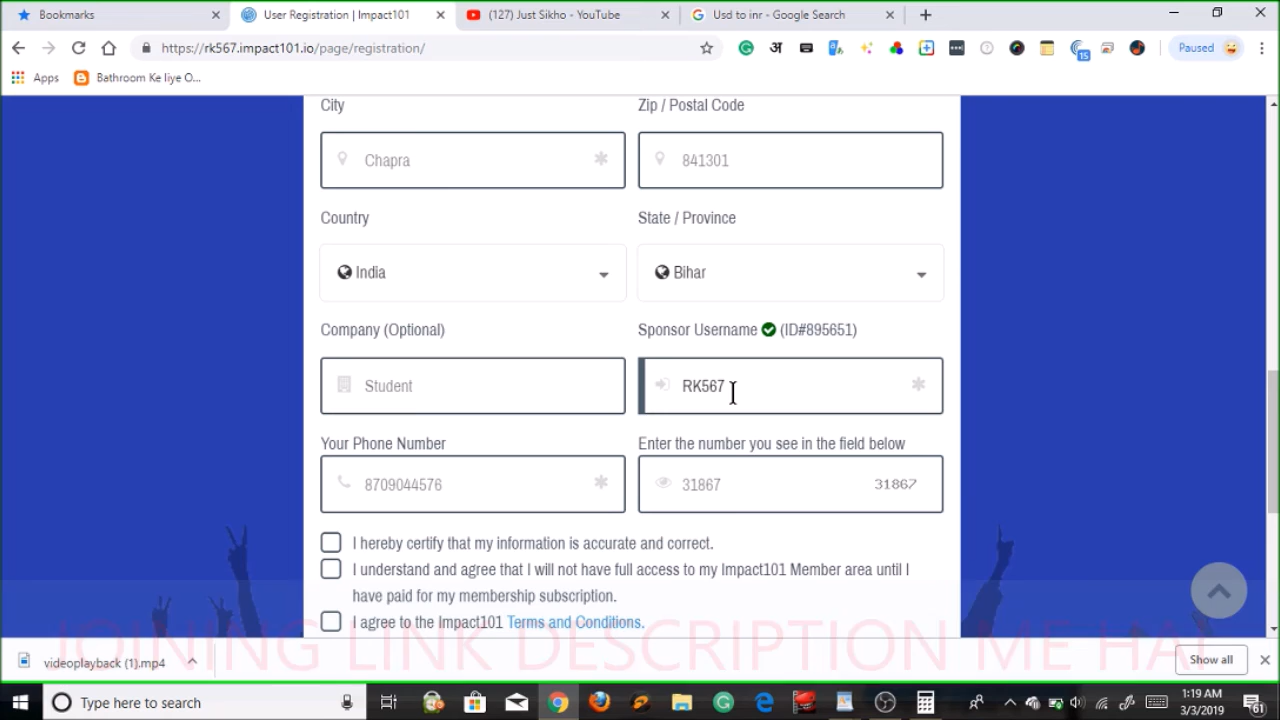 Bookmarks
User Registration | Impact101
(127) Just Sikho - YouTube
Usd to inr - Google Search
https://rk567.impact101.io/page/registration/
अ
15
Paused
Apps
Bathroom Ke liye O...
City
Zip / Postal Code
Chapra
841301
Country
State / Province
India
Bihar
Company (Optional)
Sponsor Username (ID#895651)
Student
RK567
Your Phone Number
Enter the number you see in the field below
8709044576
31867
31867
I hereby certify that my information is accurate and correct.
I understand and agree that I will not have full access to my Impact101 Member area until I
have paid for my membership subscription.
I agree to the Impact101 Terms and Conditions.
JOINING LINK DESCRIPTION ME HAI
videoplayback (1).mp4
Show all
Type here to search
1:19 AM
3/3/2019
61